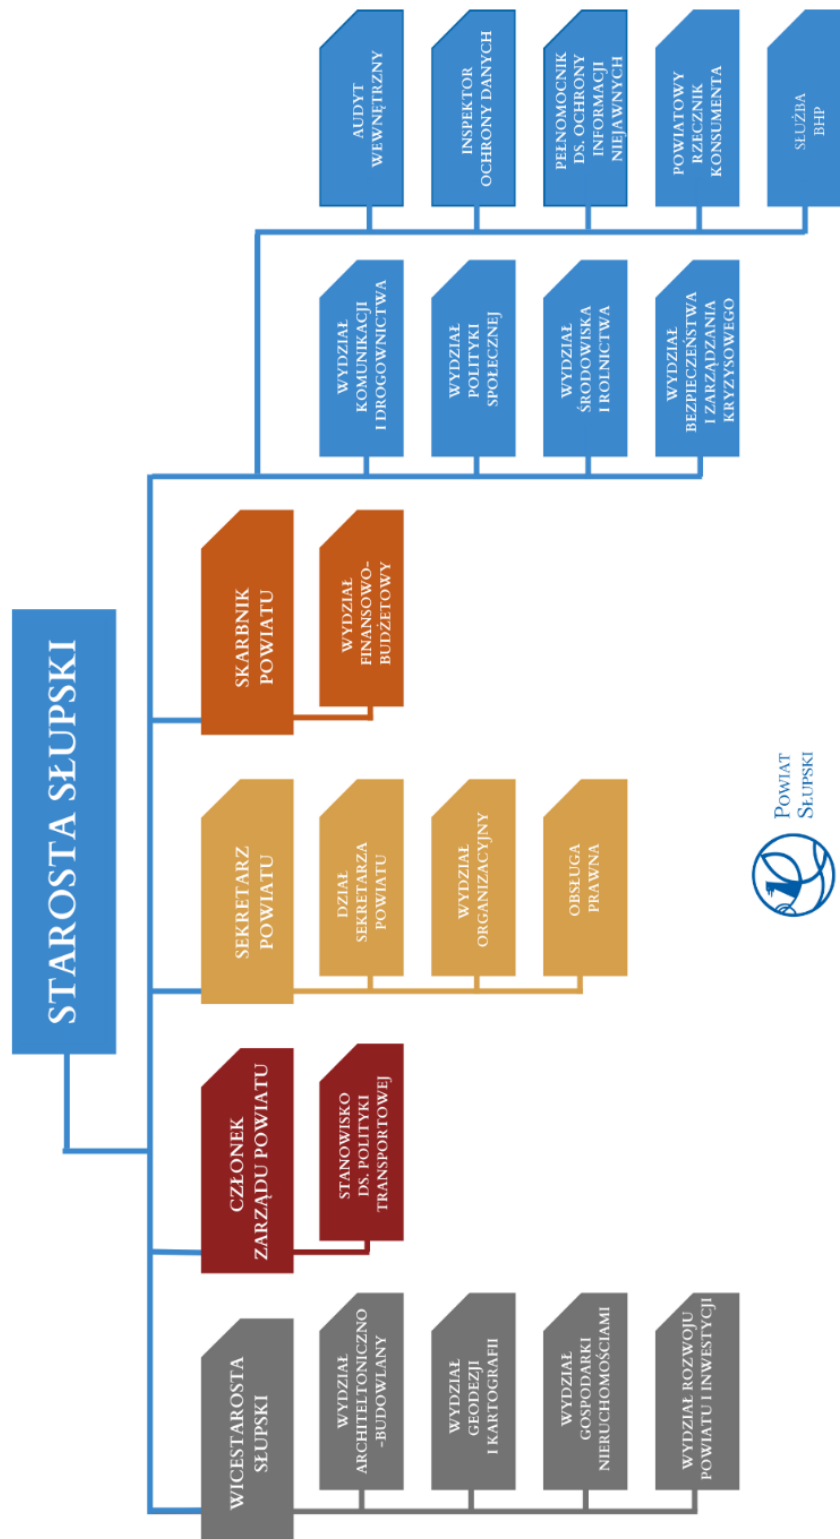 STAROSTA SŁUPSKI
WICESTAROSTA
SŁUPSKI
WYDZIAŁ
ARCHITELTONICZNO
-BUDOWLANY
WYDZIAŁ
GEODEZJI
I KARTOGRAFII
WYDZIAŁ
GOSPODARKI
NIERUCHOMOŚCIAMI
WYDZIAŁ ROZWOJU
POWIATU I INWESTYCJI
CZŁONEK
ZARZĄDU POWIATU
STANOWISKO
DS. POLITYKI
TRANSPORTOWEJ
SEKRETARZ
POWIATU
DZIAŁ
SEKRETARZA
POWIATU
WYDZIAŁ
ORGANIZACYJNY
OBSŁUGA
PRAWNA
SKARBNIK
POWIATU
WYDZIAŁ
FINANSOWO-
BUDŻETOWY
WYDZIAŁ
KOMUNIKACJI
I DROGOWNICTWA
WYDZIAŁ
POLITYKI
SPOŁECZNEJ
WYDZIAŁ
ŚRODOWISKA
I ROLNICTWA
WYDZIAŁ
BEZPIECZEŃSTWA
I ZARZĄDZANIA
KRYZYSOWEGO
AUDYT
WEWNĘTRZNY
INSPEKTOR
OCHRONY DANYCH
PEŁNOMOCNIK
DS. OCHRONY
INFORMACJI
NIEJAWNYCH
POWIATOWY
RZECZNIK
KONSUMENTA
SŁUŻBA
BHP
POWIAT
SŁUPSKI